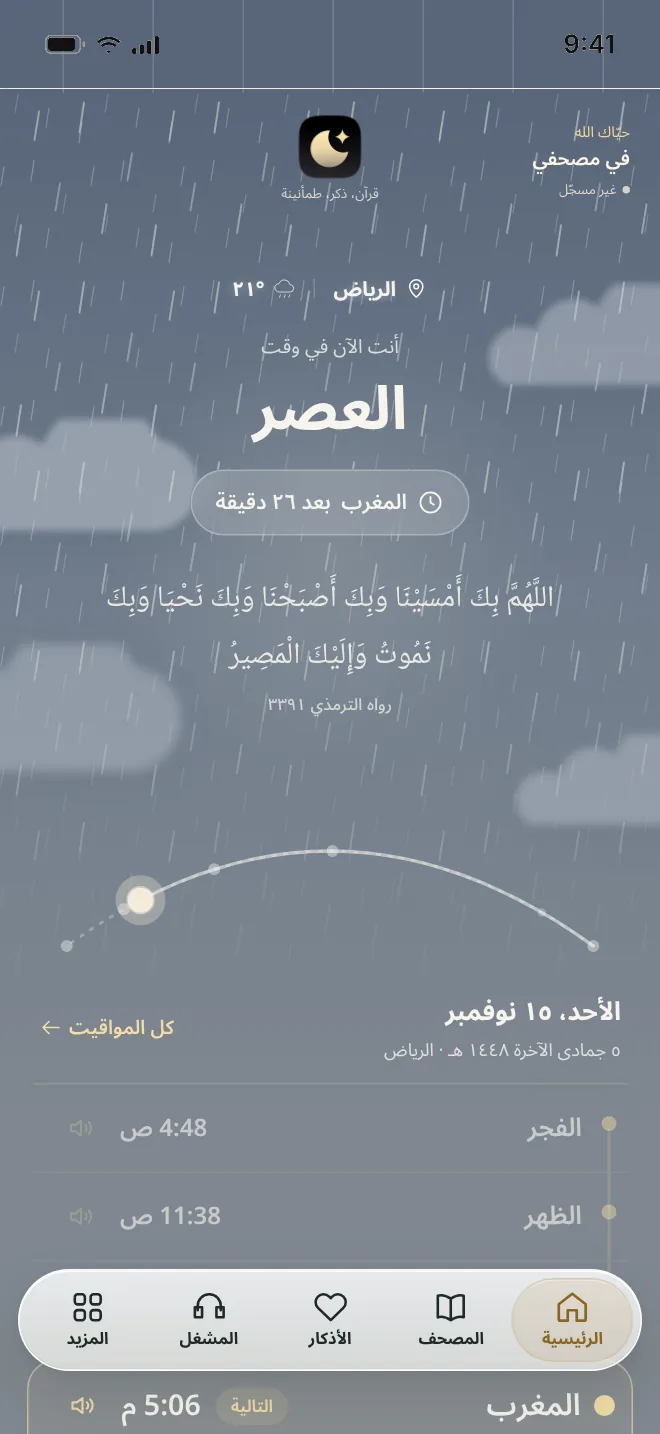 9:41
حيّاك الله
في مصحفي
غير مسجّل
قرآن، ذكر، طمأنينة
الرياض ٢١°
أنت الآن في وقت
العصر
المغرب بعد ٢٦ دقيقة
اللَّهُمَّ بِكَ أَمْسَيْنَا وَبِكَ أَصْبَحْنَا وَبِكَ نَحْيَا وَبِكَ
نَمُوتُ وَإِلَيْكَ الْمَصِيرُ
رواه الترمذي ٣٣٩١
الأحد، ١٥ نوفمبر
كل المواقيت ←
٥ جمادى الآخرة ١٤٤٨ هـ · الرياض
الفجر 4:48 ص
الظهر 11:38 ص
الرئيسية المصحف الأذكار المشغل المزيد
المغرب التالية 5:06 م